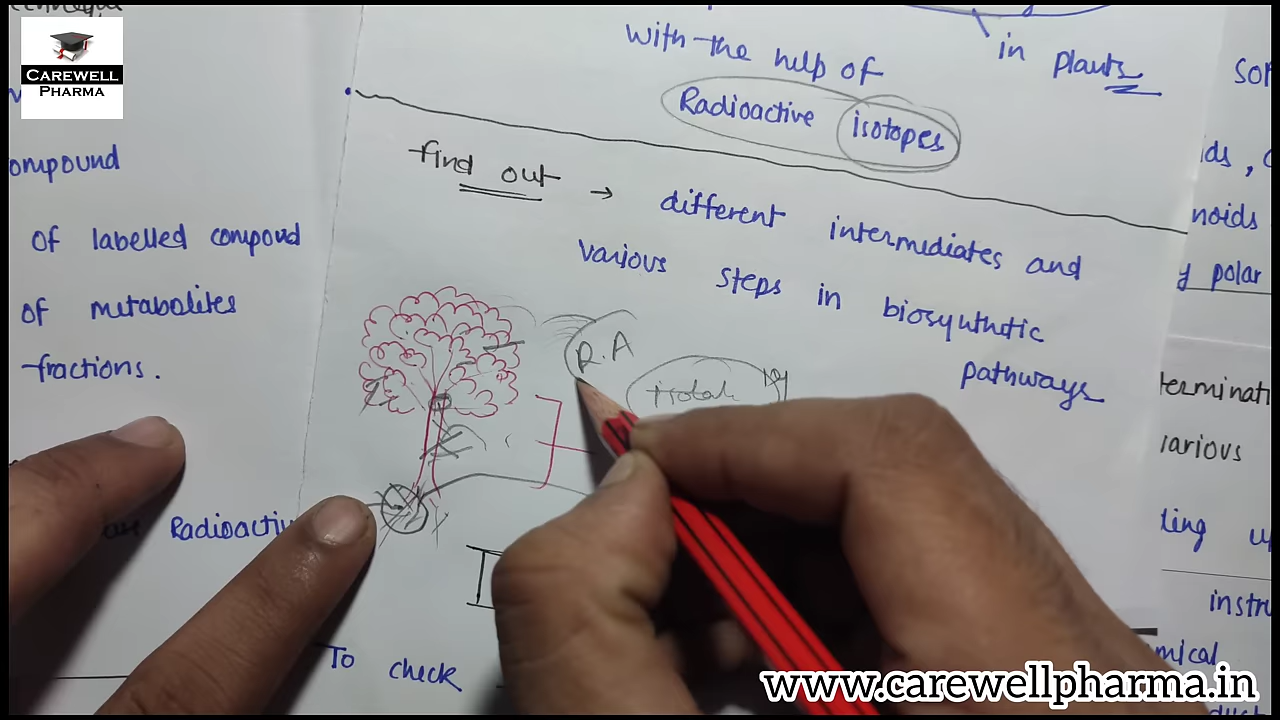 CAREWELL
PHARMA
ompound
of labelled compound
of metabolites
fractions.
Radioactiv
with the help of
in plants
Radioactive isotopes
find out → different intermediates and
various steps in biosynthetic
pathways
R.A
To check
ids,
noids
polar
terminati
various
instru
mical
www.carewellpharma.in